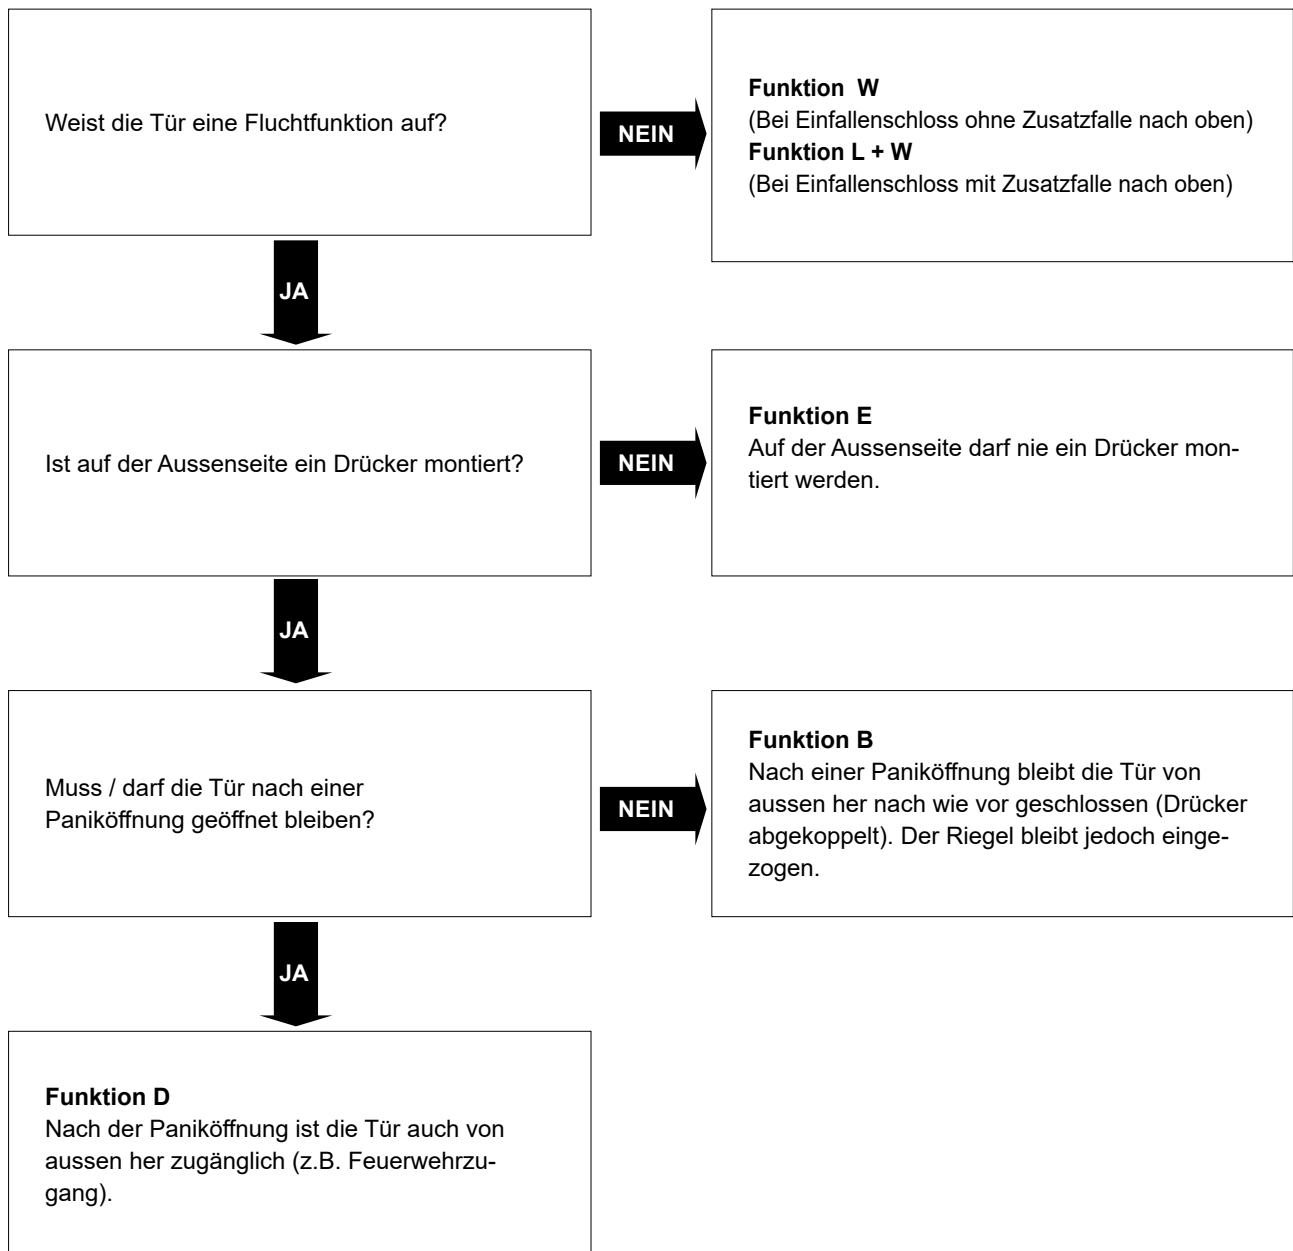 Weist die Tür eine Fluchtfunktion auf?
NEIN
Funktion W
(Bei Einfallenschloss ohne Zusatzfalle nach oben)
Funktion L + W
(Bei Einfallenschloss mit Zusatzfalle nach oben)
JA
Ist auf der Aussenseite ein Drücker montiert?
NEIN
Funktion E
Auf der Aussenseite darf nie ein Drücker mon-
tiert werden.
JA
Muss / darf die Tür nach einer
Paniköffnung geöffnet bleiben?
NEIN
Funktion B
Nach einer Paniköffnung bleibt die Tür von
aussen her nach wie vor geschlossen (Drücker
abgekoppelt). Der Riegel bleibt jedoch einge-
zogen.
JA
Funktion D
Nach der Paniköffnung ist die Tür auch von
aussen her zugänglich (z.B. Feuerwehrzu-
gang).